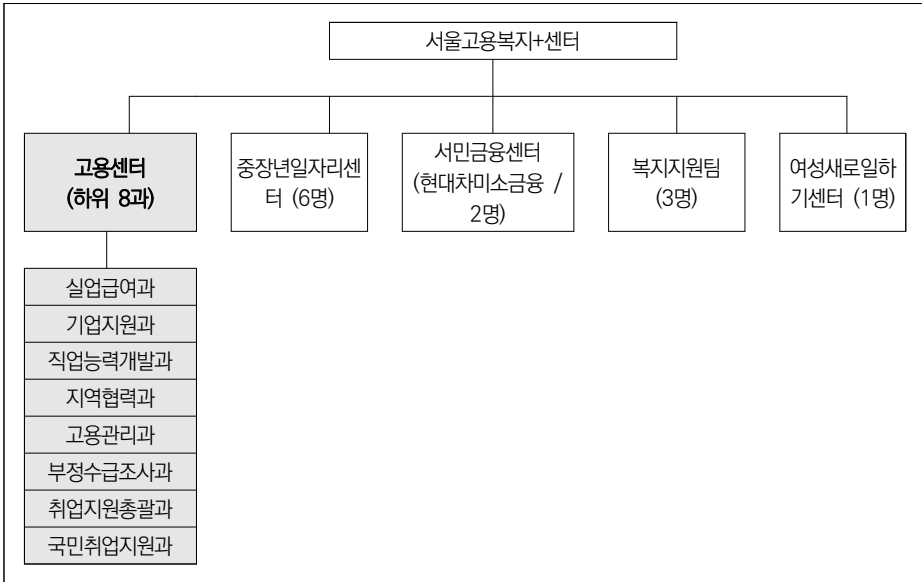 서울고용복지+센터
고용센터
(하위 8과)
중장년일자리센
터 (6명)
서민금융센터
(현대차미소금융 /
2명)
복지지원팀
(3명)
여성새로일하
기센터 (1명)
실업급여과
기업지원과
직업능력개발과
지역협력과
고용관리과
부정수급조사과
취업지원총괄과
국민취업지원과